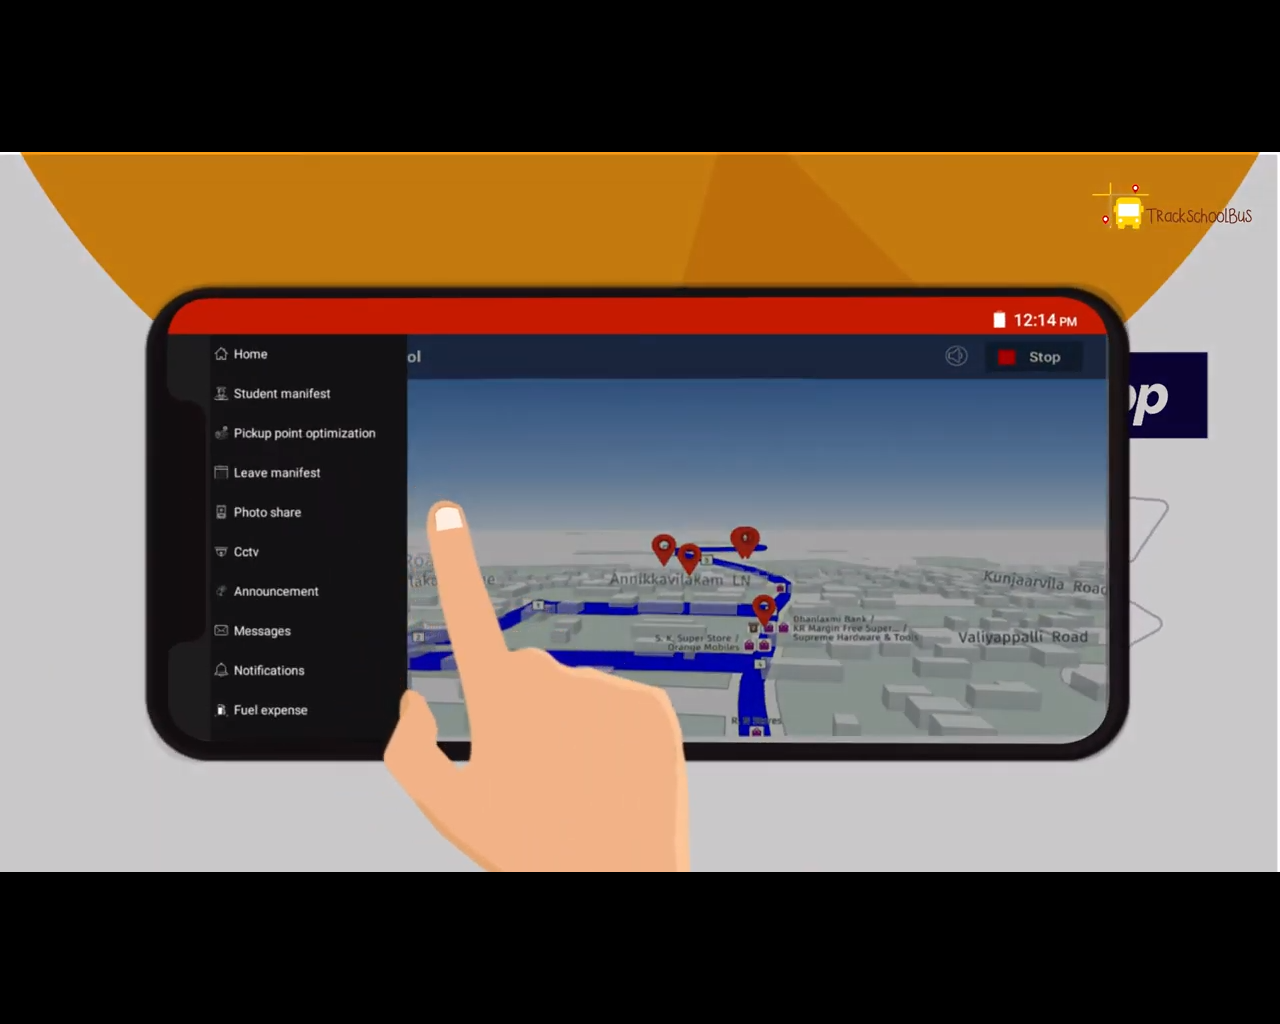 TrackSchoolBus
12:14 PM
Home
ol
Stop
Student manifest
Pickup point optimization
Leave manifest
Photo share
Cctv
Announcement
Messages
Notifications
Fuel expense
pp
Annikkavilakam LN
Kunjaarvila Road
Dhanlaxmi Bank /
KR Margin Free Super... /
Supreme Hardware & Tools
S. K. Super Store /
Orange Mobiles
Valiyappalli Road